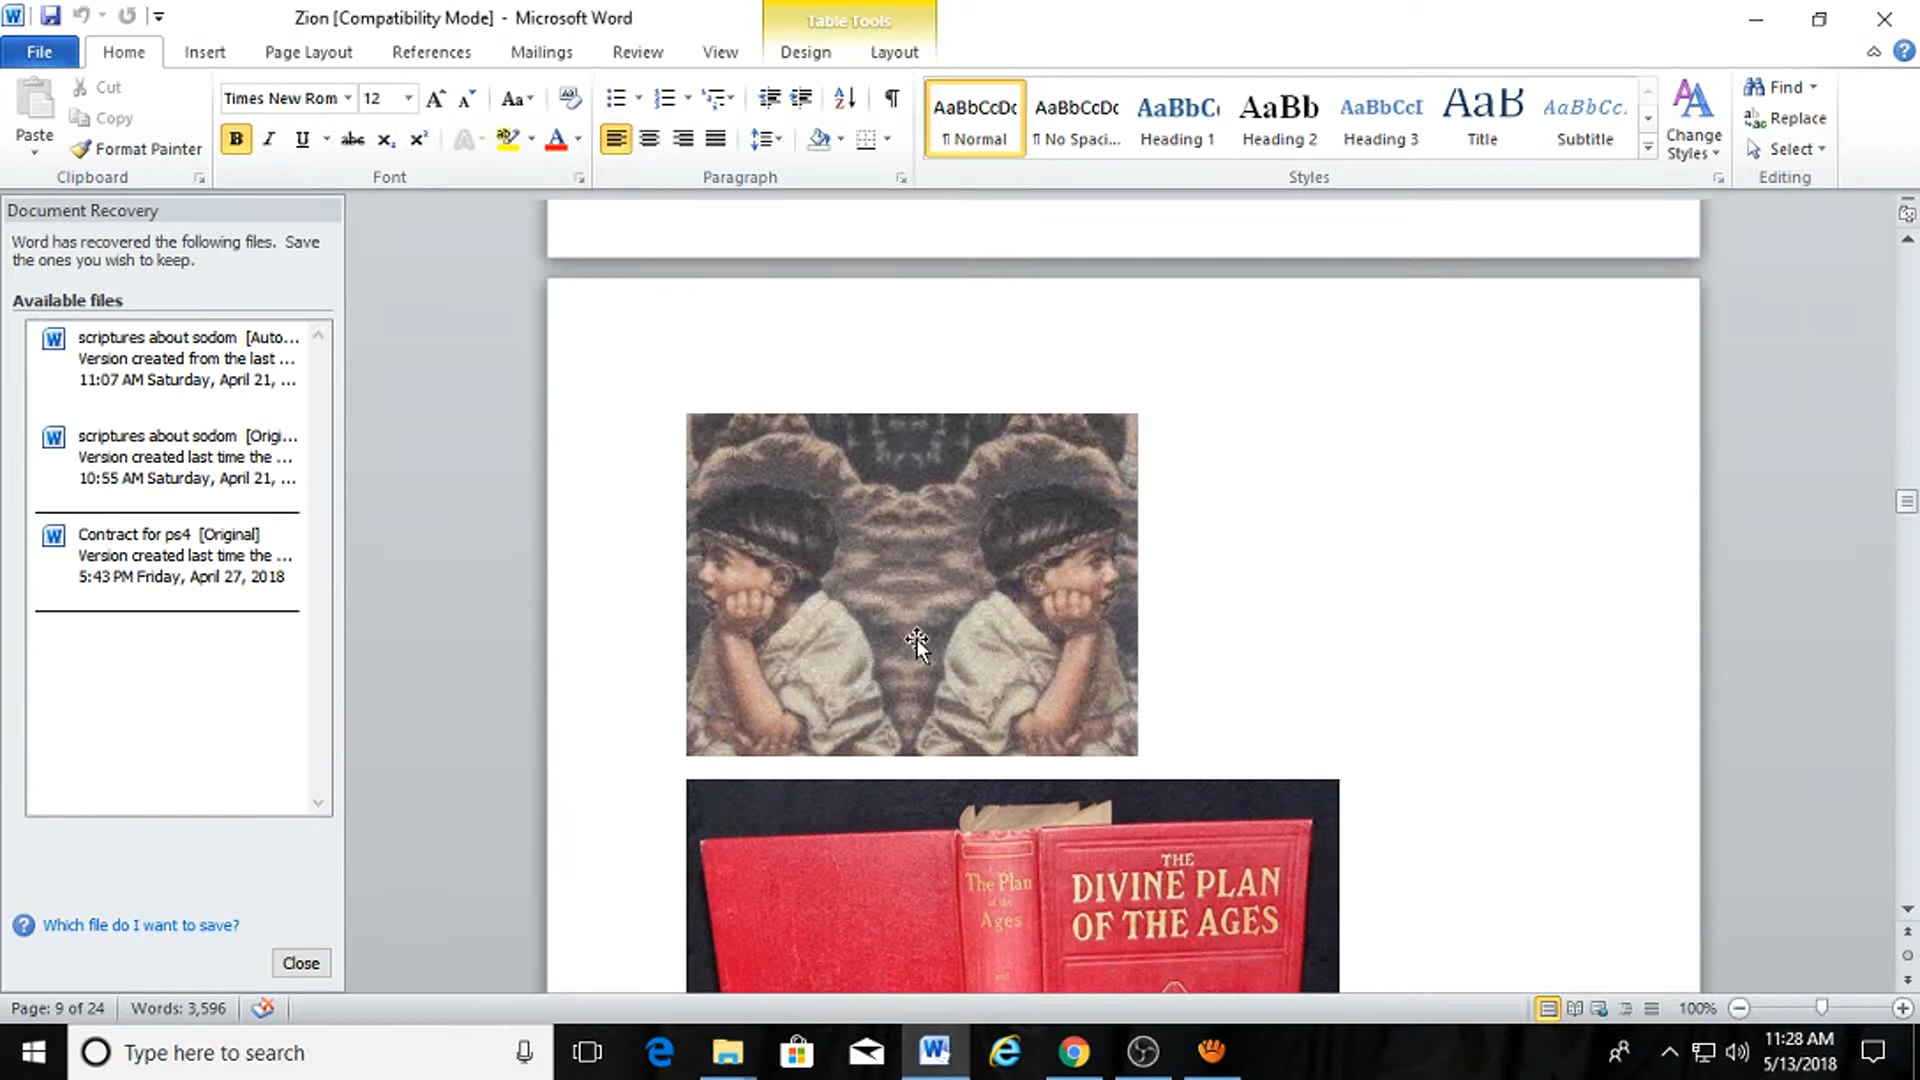 Zion [Compatibility Mode] - Microsoft Word
Table Tools
File Home Insert Page Layout References Mailings Review View Design Layout
Paste
Cut
Copy
Format Painter
Clipboard
Times New Rom 12
Font
Paragraph
AaBbCcDc AaBbCcDc AaBbC AaBb AaBbCcI AaB AaBbCc.
¶ Normal ¶ No Spaci... Heading 1 Heading 2 Heading 3 Title Subtitle
Styles
Change
Styles
Find
Replace
Select
Editing
Document Recovery
Word has recovered the following files. Save
the ones you wish to keep.
Available files
scriptures about sodom [Auto...
Version created from the last ...
11:07 AM Saturday, April 21, ...
scriptures about sodom [Origi...
Version created last time the ...
10:55 AM Saturday, April 21, ...
Contract for ps4 [Original]
Version created last time the ...
5:43 PM Friday, April 27, 2018
Which file do I want to save?
Close
The Plan
of the
Ages
and
THE
DIVINE PLAN
OF THE AGES
Page: 9 of 24 Words: 3,596
100%
Type here to search
11:28 AM
5/13/2018